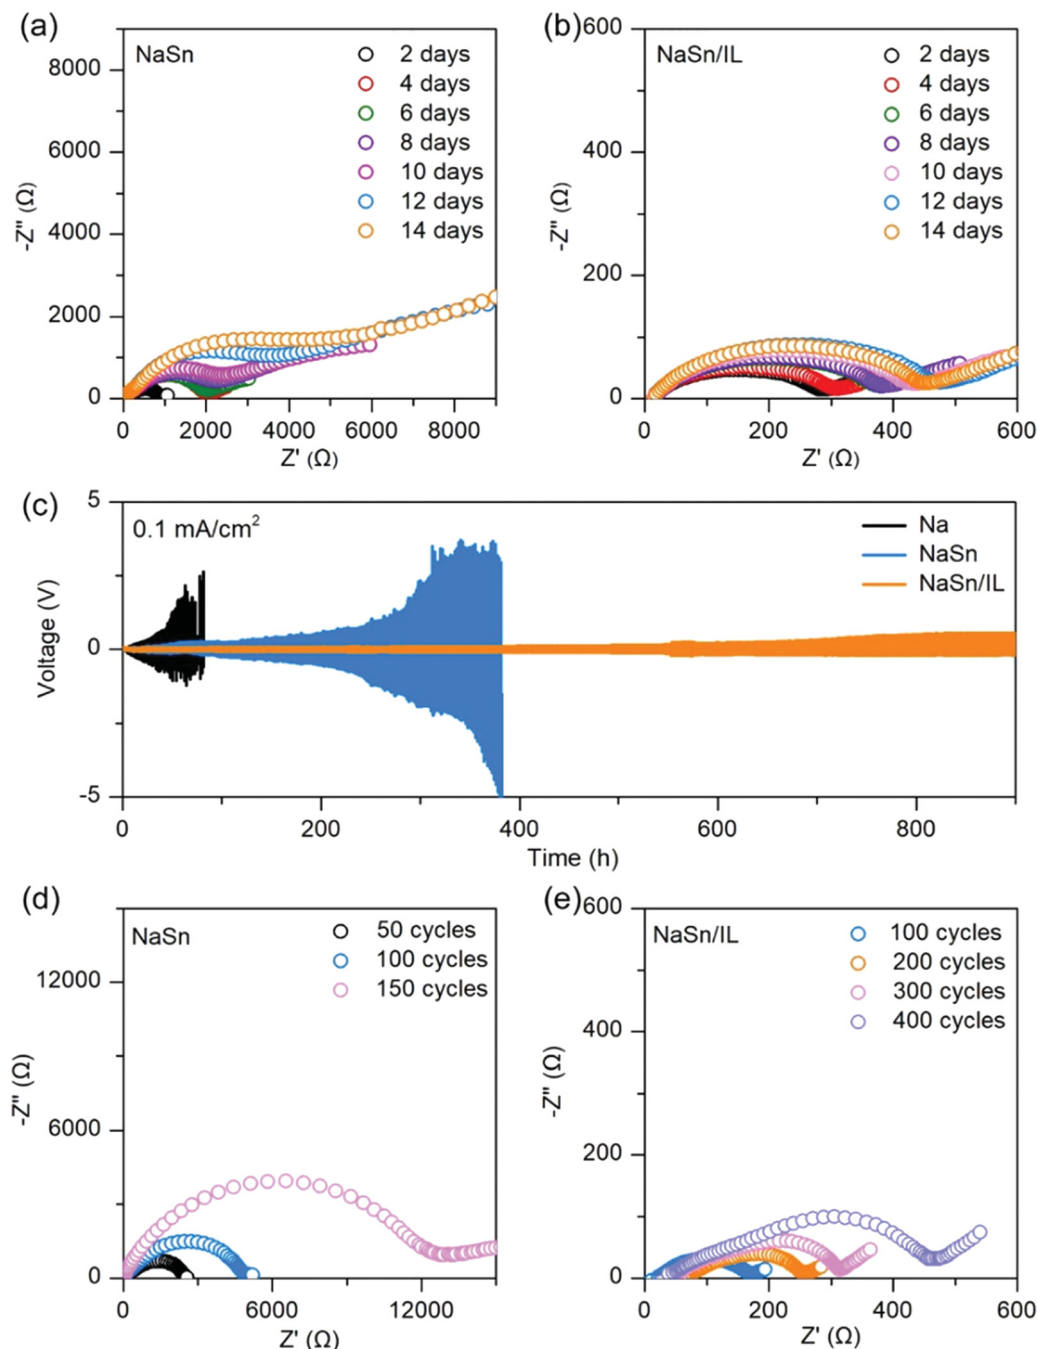 (a)
NaSn
2 days
4 days
6 days
8 days
10 days
12 days
14 days
8000
6000
4000
2000
0
-Z'' (Ω)
0 2000 4000 6000 8000
Z' (Ω)
(b)
NaSn/IL
2 days
4 days
6 days
8 days
10 days
12 days
14 days
600
400
200
0
-Z'' (Ω)
0 200 400 600
Z' (Ω)
(c)
0.1 mA/cm²
Na
NaSn
NaSn/IL
5
0
-5
Voltage (V)
0 200 400 600 800
Time (h)
(d)
NaSn
50 cycles
100 cycles
150 cycles
12000
6000
0
-Z'' (Ω)
0 6000 12000
Z' (Ω)
(e)
NaSn/IL
100 cycles
200 cycles
300 cycles
400 cycles
600
400
200
0
-Z'' (Ω)
0 200 400 600
Z' (Ω)